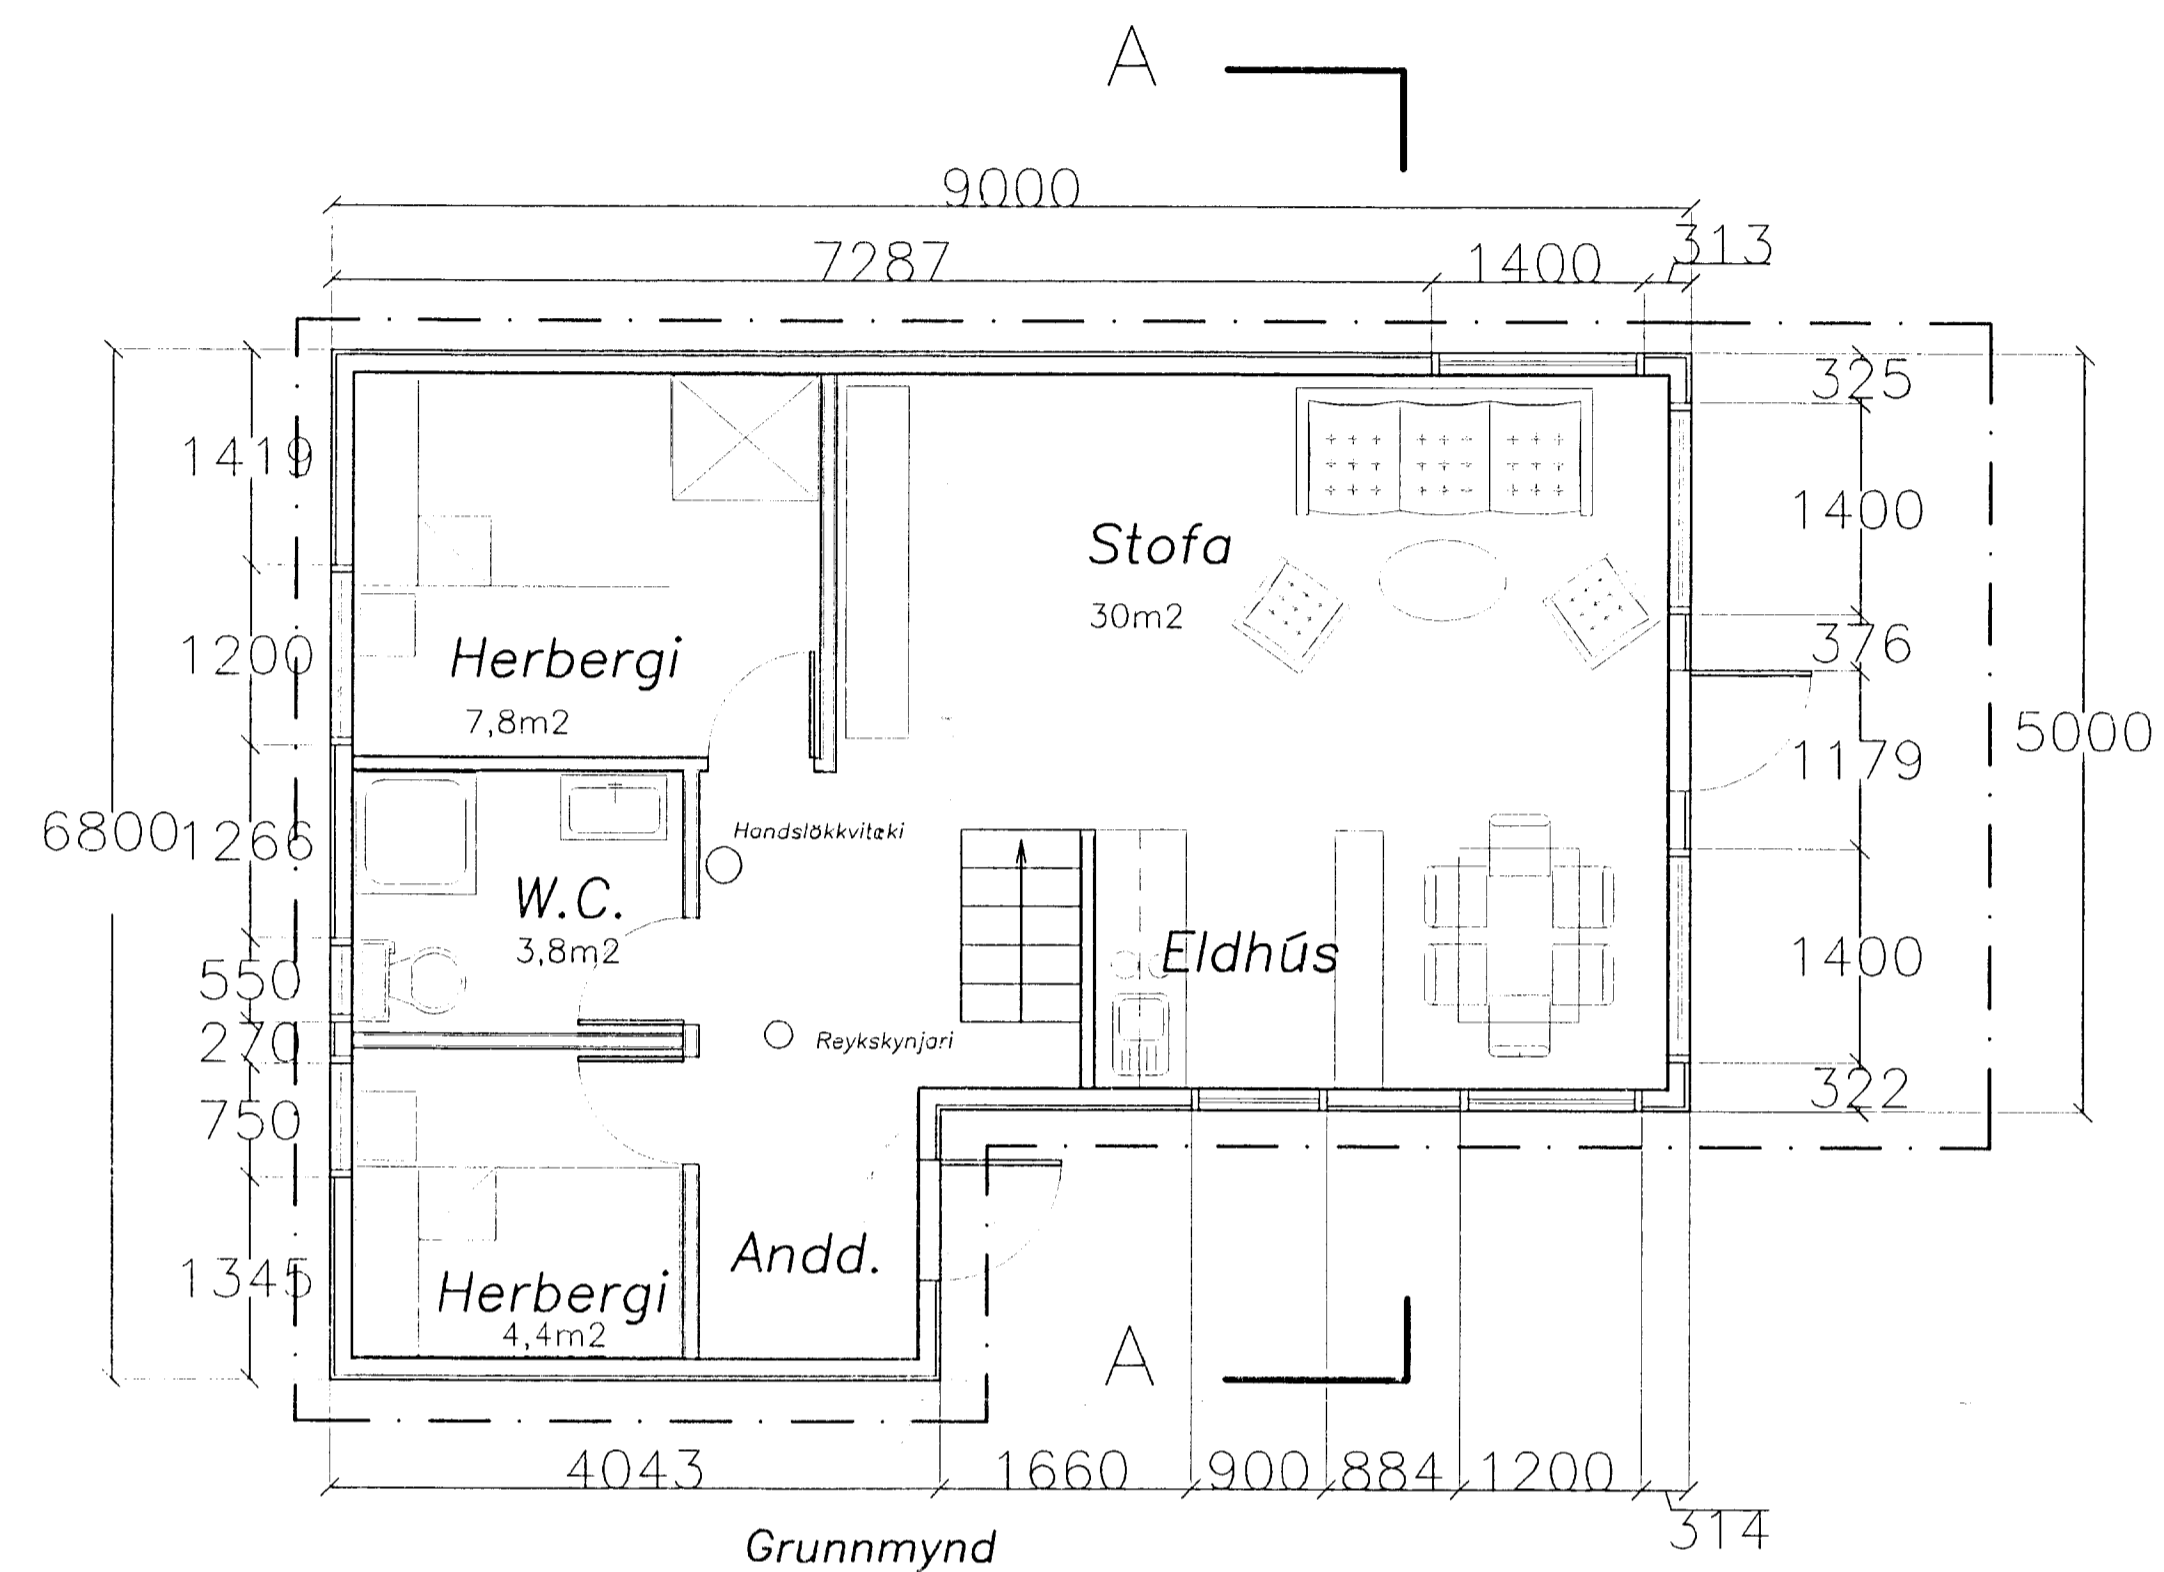 A
9000
7287
1400
313
325
1419
1400
Stofa
30m2
1200
Herbergi
376
7,8m2
5000
1179
6800
1266
Handslökkvitæki
W.C.
3,8m2
Eldhús
1400
550
270
Reykskynjari
322
750
Andd.
1345
Herbergi
4,4m2
A
4043
1660
900
884
1200
314
Grunnmynd